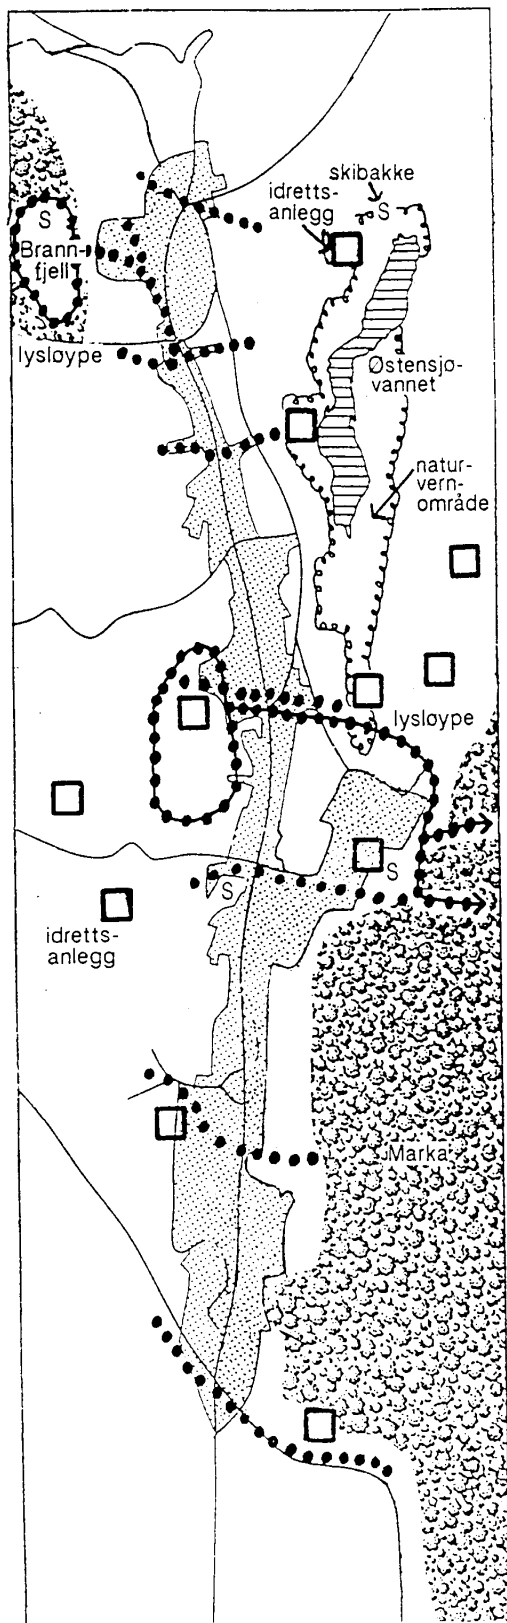 skibakke
idretts-
anlegg
S
S
Brann-
fjell
lysløype
Østensjø-
vannet
natur-
vern-
område
lysløype
S
S
idretts-
anlegg
Marka